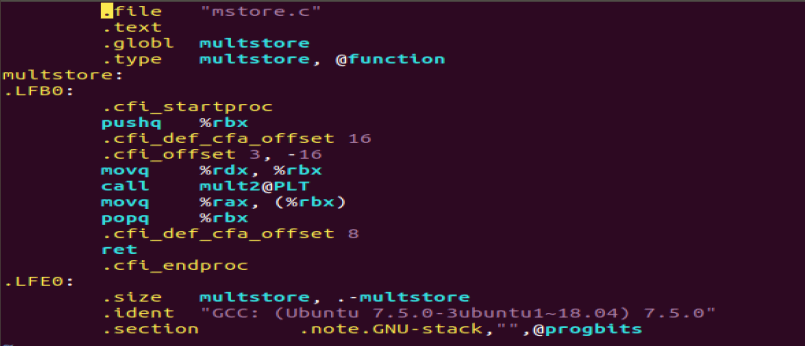 .file "mstore.c"
.text
.globl multstore
.type multstore, @function
multstore:
.LFB0:
.cfi_startproc
pushq %rbx
.cfi_def_cfa_offset 16
.cfi_offset 3, -16
movq %rdx, %rbx
call mult2@PLT
movq %rax, (%rbx)
popq %rbx
.cfi_def_cfa_offset 8
ret
.cfi_endproc
.LFE0:
.size multstore, .-multstore
.ident "GCC: (Ubuntu 7.5.0-3ubuntu1~18.04) 7.5.0"
.section .note.GNU-stack,"",@progbits